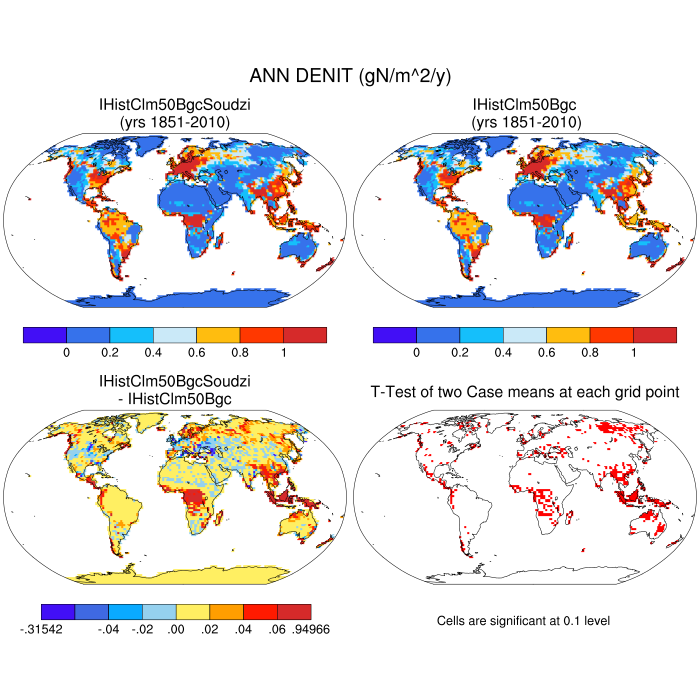 ANN DENIT (gN/m^2/y)
IHistClm50BgcSoudzi
(yrs 1851-2010)
IHistClm50Bgc
(yrs 1851-2010)
0 0.2 0.4 0.6 0.8 1
0 0.2 0.4 0.6 0.8 1
IHistClm50BgcSoudzi
- IHistClm50Bgc
T-Test of two Case means at each grid point
-.31542 -.04 -.02 .00 .02 .04 .06 .94966
Cells are significant at 0.1 level